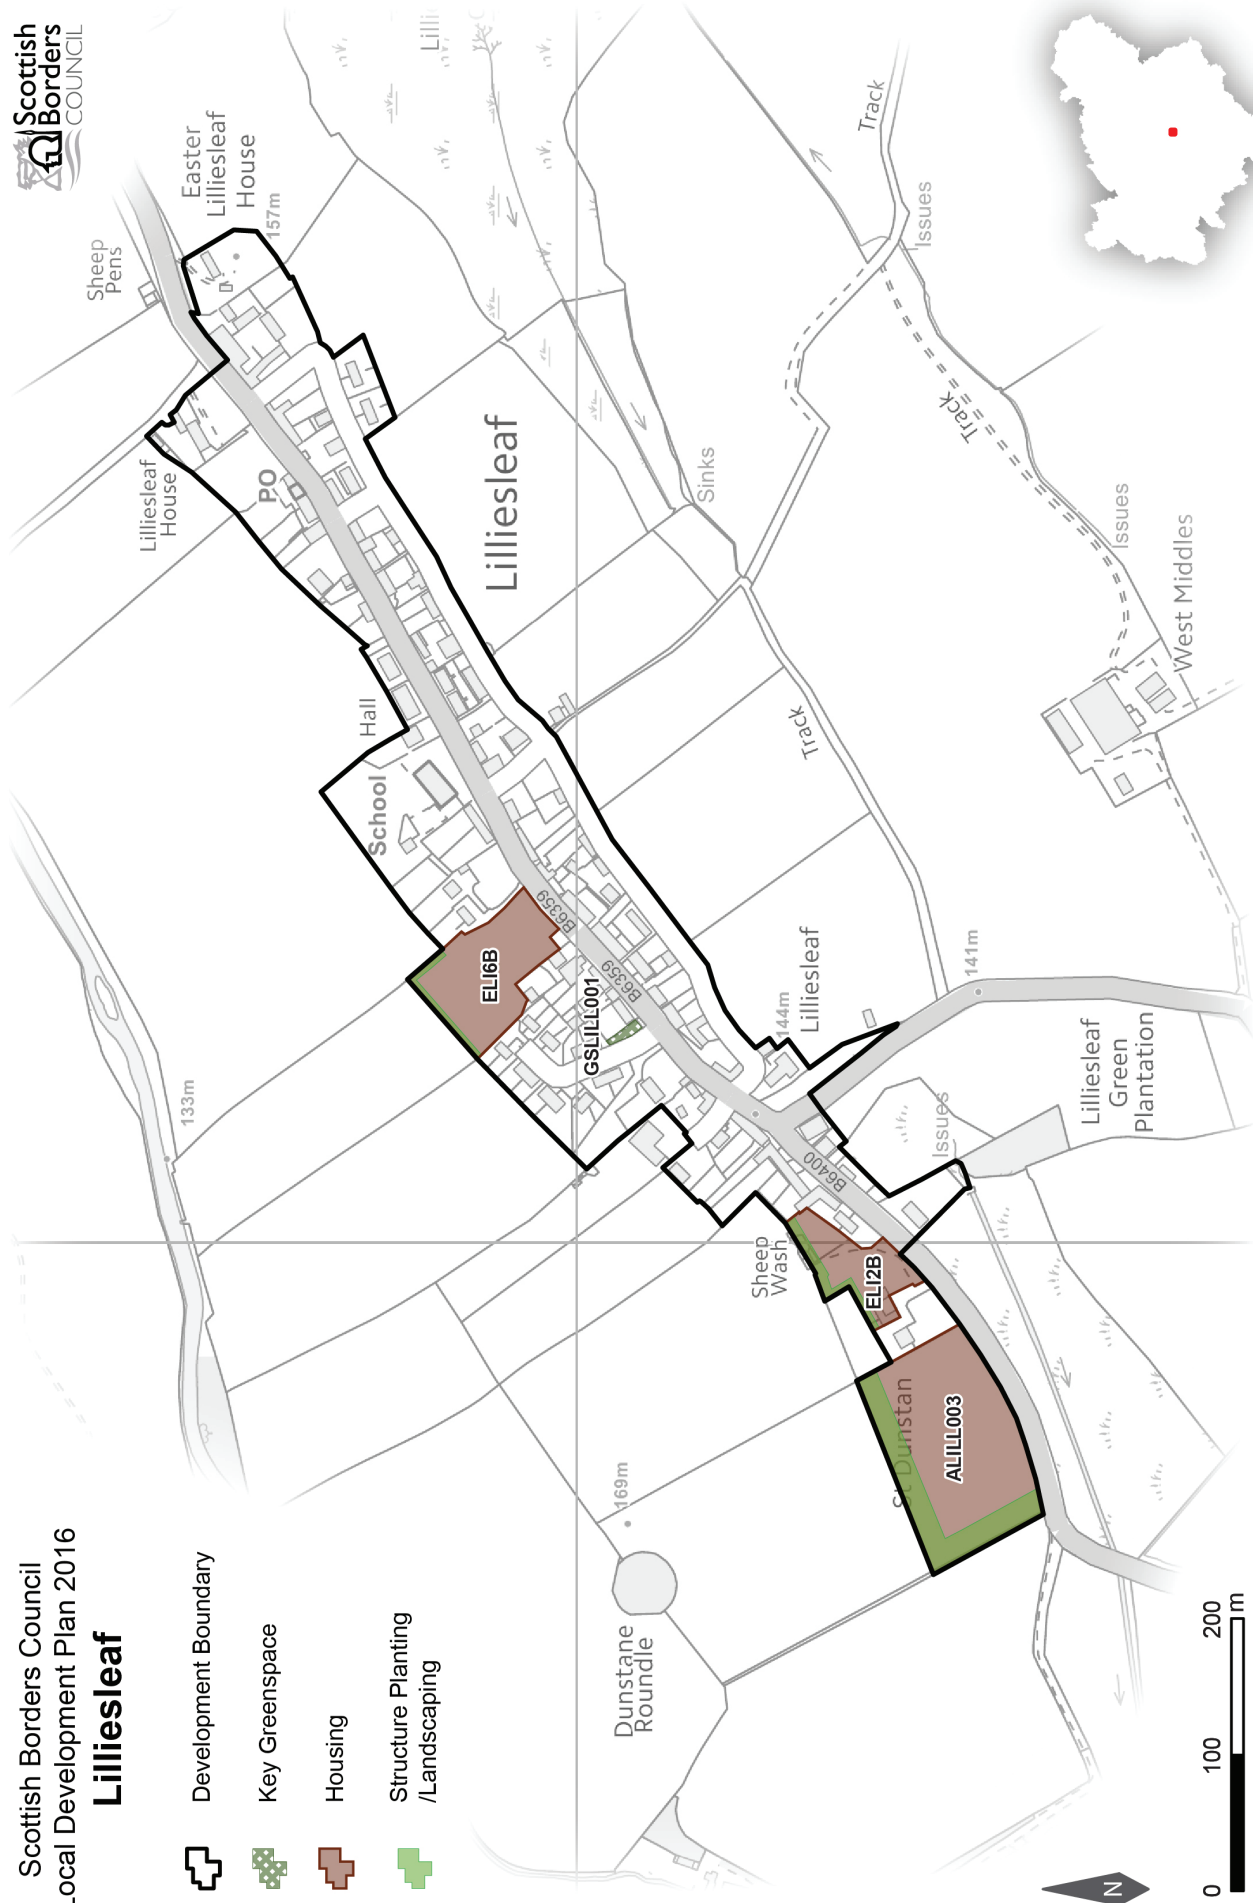 Scottish Borders Council
Local Development Plan 2016
Lilliesleaf
Development Boundary
Key Greenspace
Housing
Structure Planting
/Landscaping
Scottish
Borders
COUNCIL
Sheep
Pens
Easter
Lilliesleaf
House
157m
Lilliesleaf
House
PO
Hall
School
Lilliesleaf
Lilli
133m
ELI6B
B6359
GSLILL001
B6359
Sinks
Track
Issues
Track
Issues
West Middles
Track
Lilliesleaf
144m
141m
Lilliesleaf
Green
Plantation
Issues
B6400
Sheep
Wash
ELI2B
St Dunstan
ALILL003
169m
Dunstane
Roundle
N
0
100
200
m